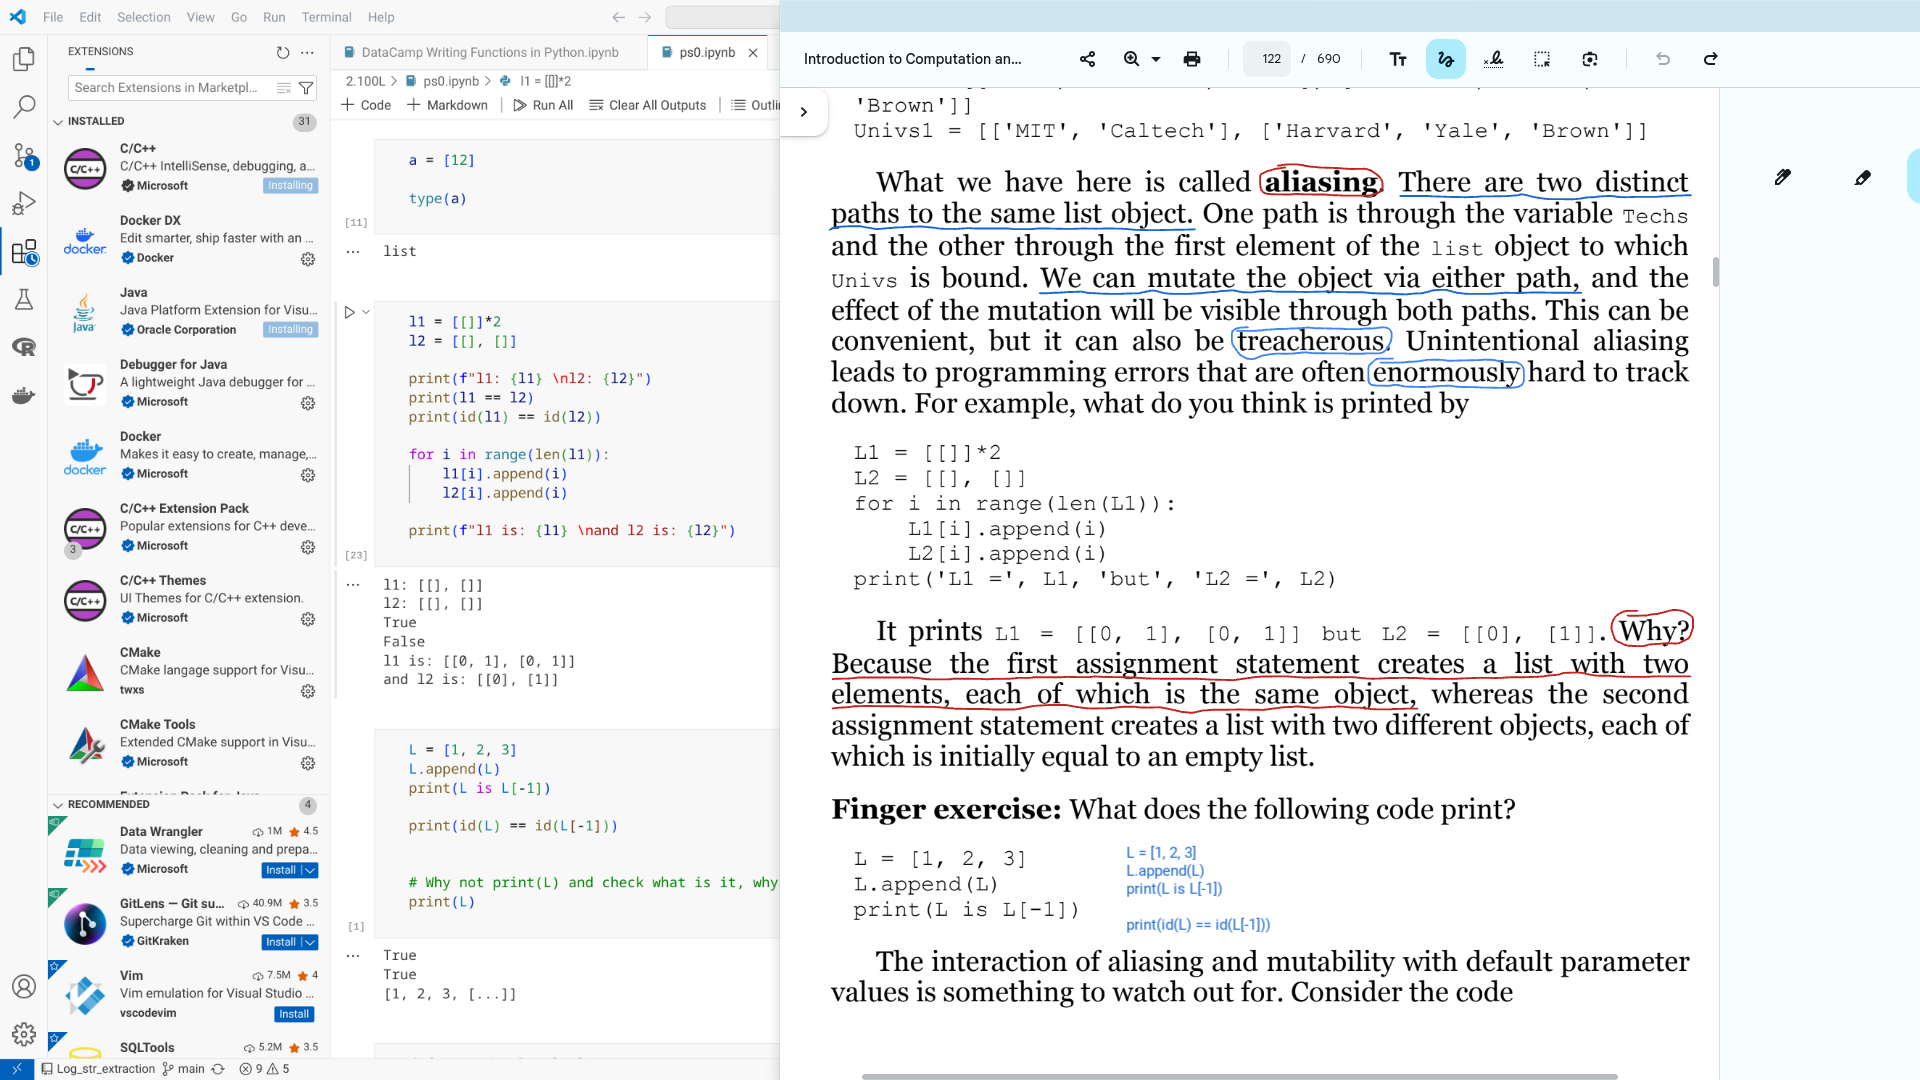 File Edit Selection View Go Run Terminal Help
EXTENSIONS
Search Extensions in Marketpl...
INSTALLED 31
C/C++
C/C++ IntelliSense, debugging, a...
Microsoft Installing
Docker DX
Edit smarter, ship faster with an ...
Docker
Java
Java Platform Extension for Visu...
Oracle Corporation Installing
Debugger for Java
A lightweight Java debugger for ...
Microsoft
Docker
Makes it easy to create, manage,...
Microsoft
C/C++ Extension Pack
Popular extensions for C++ deve...
Microsoft
3
C/C++ Themes
UI Themes for C/C++ extension.
Microsoft
CMake
CMake langage support for Visu...
twxs
CMake Tools
Extended CMake support in Visu...
Microsoft
RECOMMENDED 4
Data Wrangler 1M 4.5
Data viewing, cleaning and prepa...
Microsoft Install
GitLens — Git su... 40.9M 3.5
Supercharge Git within VS Code ...
GitKraken Install
Vim 7.5M 4
Vim emulation for Visual Studio ...
vscodevim Install
SQLTools 5.2M 3.5
Log_str_extraction main 9 5
DataCamp Writing Functions in Python.ipynb ps0.ipynb
2.100L > ps0.ipynb > l1 = [[]]*2
Code Markdown Run All Clear All Outputs Outlin
a = [12]
type(a)
[11]
list
l1 = [[]]*2
l2 = [[], []]
print(f"l1: {l1} \nl2: {l2}")
print(l1 == l2)
print(id(l1) == id(l2))
for i in range(len(l1)):
l1[i].append(i)
l2[i].append(i)
print(f"l1 is: {l1} \nand l2 is: {l2}")
[23]
l1: [[], []]
l2: [[], []]
True
False
l1 is: [[0, 1], [0, 1]]
and l2 is: [[0], [1]]
L = [1, 2, 3]
L.append(L)
print(L is L[-1])
print(id(L) == id(L[-1]))
# Why not print(L) and check what is it, why
print(L)
[1]
True
True
[1, 2, 3, [...]]
Introduction to Computation an... 122 / 690
'Brown']]
Univs1 = [['MIT', 'Caltech'], ['Harvard', 'Yale', 'Brown']]
What we have here is called aliasing. There are two distinct
paths to the same list object. One path is through the variable Techs
and the other through the first element of the list object to which
Univs is bound. We can mutate the object via either path, and the
effect of the mutation will be visible through both paths. This can be
convenient, but it can also be treacherous. Unintentional aliasing
leads to programming errors that are often enormously hard to track
down. For example, what do you think is printed by
L1 = [[]]*2
L2 = [[], []]
for i in range(len(L1)):
L1[i].append(i)
L2[i].append(i)
print('L1 =', L1, 'but', 'L2 =', L2)
It prints L1 = [[0, 1], [0, 1]] but L2 = [[0], [1]]. Why?
Because the first assignment statement creates a list with two
elements, each of which is the same object, whereas the second
assignment statement creates a list with two different objects, each of
which is initially equal to an empty list.
Finger exercise: What does the following code print?
L = [1, 2, 3]
L.append(L)
print(L is L[-1])
L = [1, 2, 3]
L.append(L)
print(L is L[-1])
print(id(L) == id(L[-1]))
The interaction of aliasing and mutability with default parameter
values is something to watch out for. Consider the code